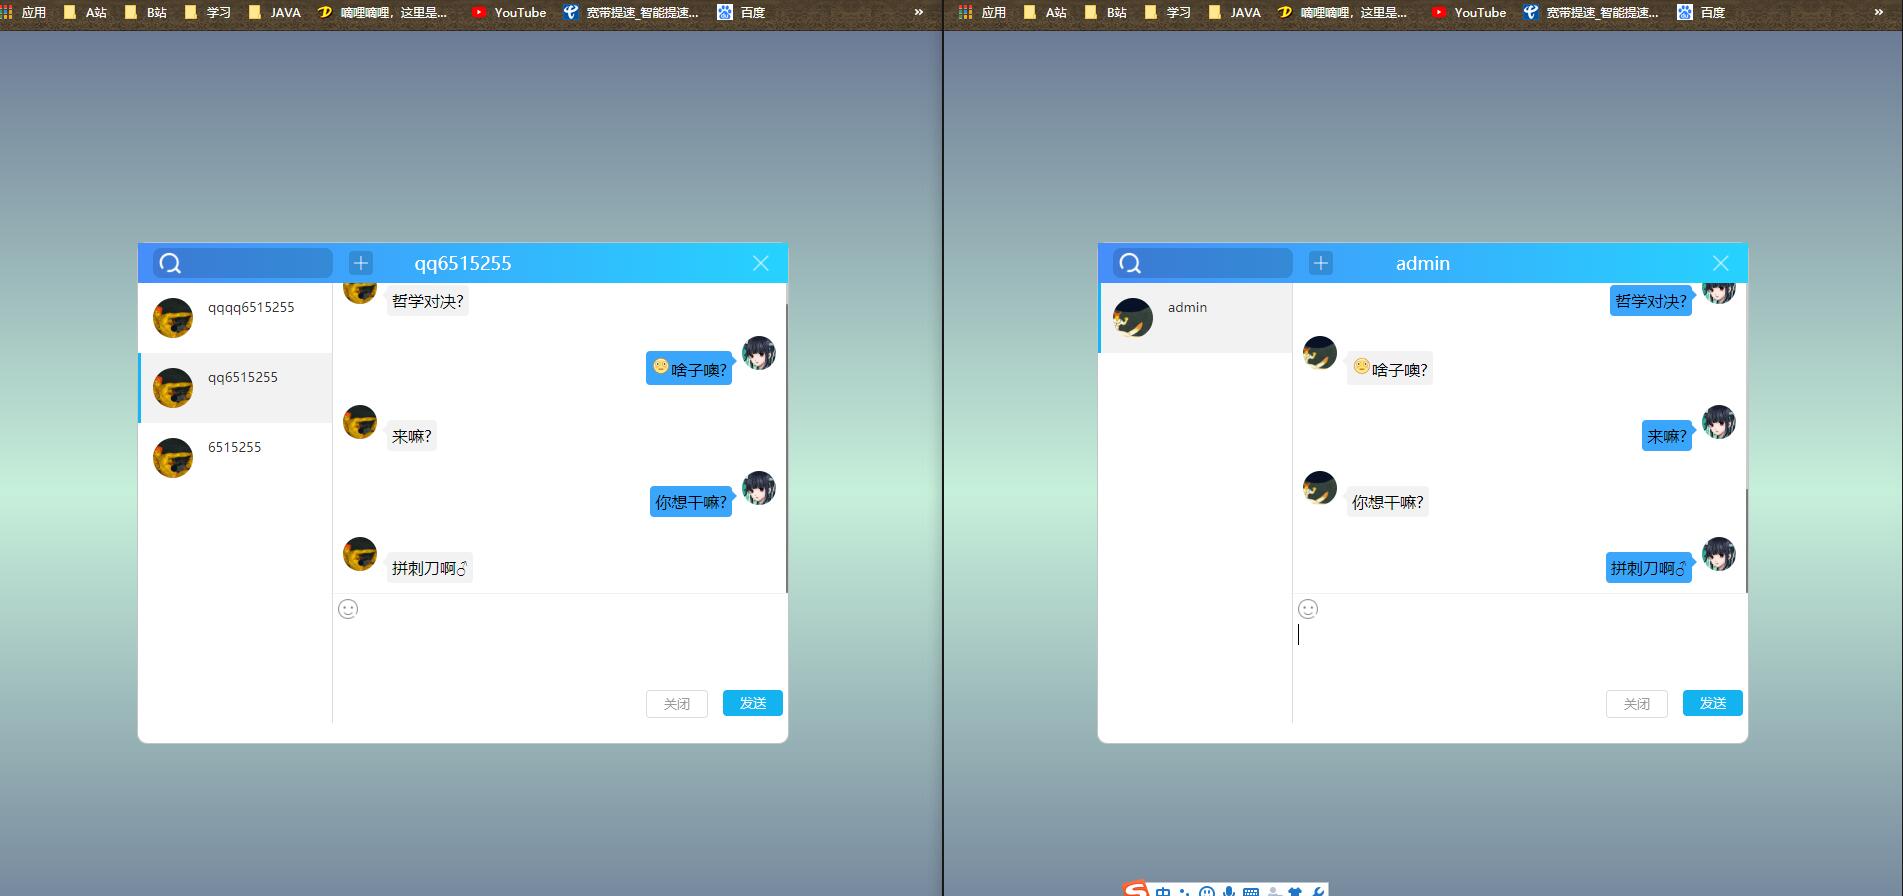 应用 A站 B站 学习 JAVA 嘀哩嘀哩，这里是... YouTube 宽带提速_智能提速... 百度 »
应用 A站 B站 学习 JAVA 嘀哩嘀哩，这里是... YouTube 宽带提速_智能提速... 百度 »
qq6515255
qqqq6515255
qq6515255
6515255
哲学对决?
啥子噢?
来嘛?
你想干嘛?
拼刺刀啊♂
关闭 发送
admin
admin
哲学对决?
啥子噢?
来嘛?
你想干嘛?
拼刺刀啊♂
关闭 发送
中